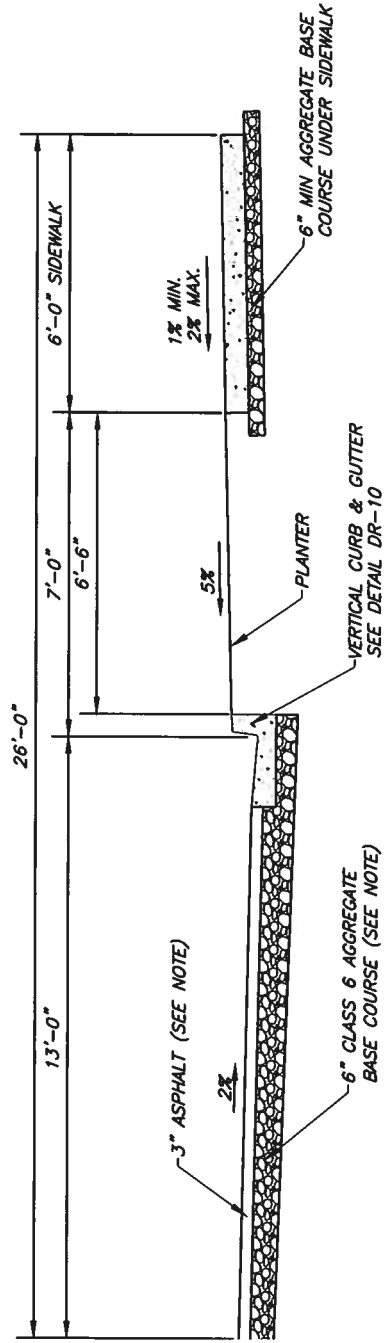 26'-0"
13'-0"
7'-0"
6'-0" SIDEWALK
6'-6"
3" ASPHALT (SEE NOTE)
2%
5%
1% MIN.
2% MAX.
PLANTER
VERTICAL CURB & GUTTER
SEE DETAIL DR-10
6" CLASS 6 AGGREGATE
BASE COURSE (SEE NOTE)
6" MIN AGGREGATE BASE
COURSE UNDER SIDEWALK